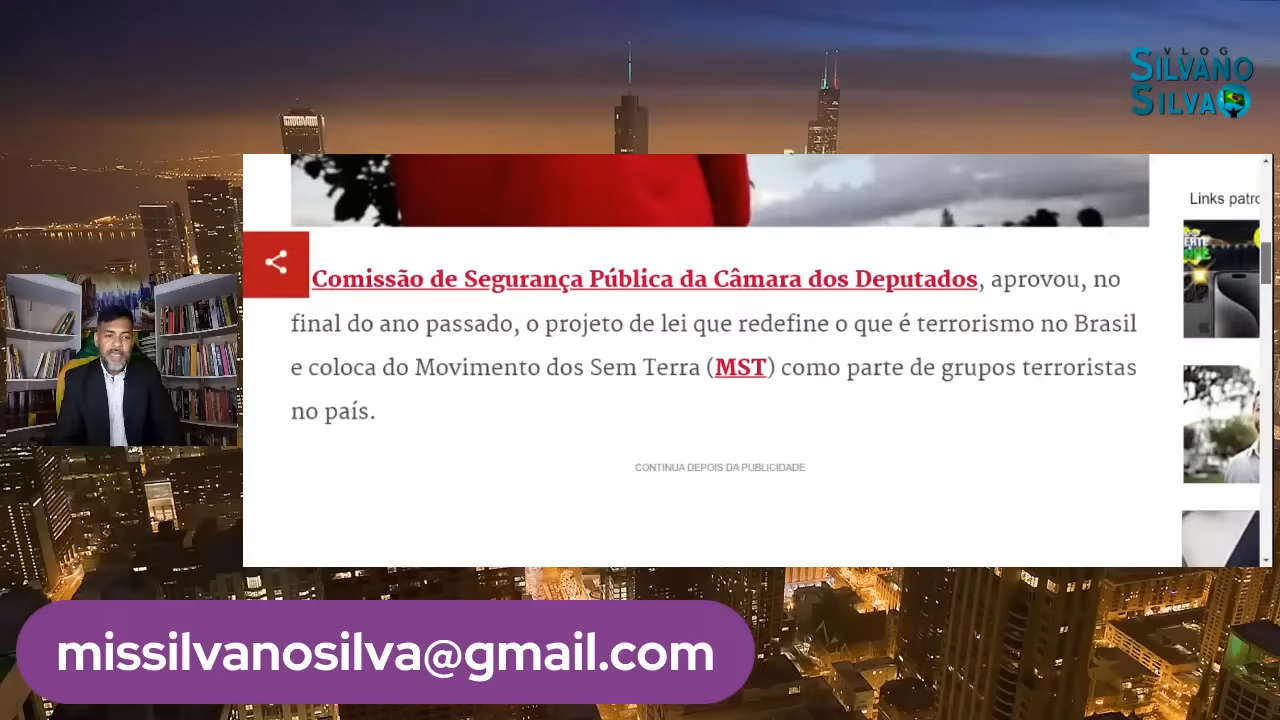 VLOG
SILVANO
SILVA
Links patro
Comissão de Segurança Pública da Câmara dos Deputados, aprovou, no
final do ano passado, o projeto de lei que redefine o que é terrorismo no Brasil
e coloca do Movimento dos Sem Terra (MST) como parte de grupos terroristas
no país.
CONTINUA DEPOIS DA PUBLICIDADE
missilvanosilva@gmail.com